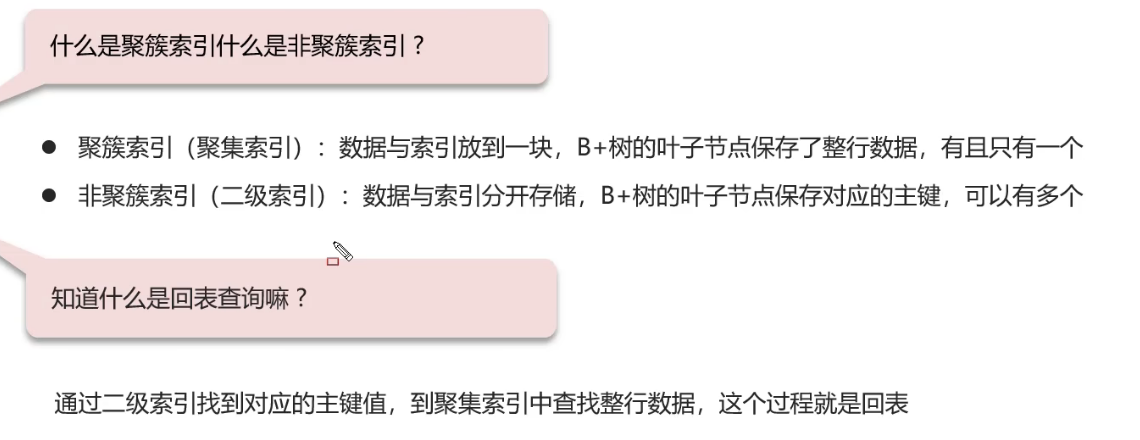 什么是聚簇索引什么是非聚簇索引？
● 聚簇索引（聚集索引）：数据与索引放到一块，B+树的叶子节点保存了整行数据，有且只有一个
● 非聚簇索引（二级索引）：数据与索引分开存储，B+树的叶子节点保存对应的主键，可以有多个
知道什么是回表查询嘛？
通过二级索引找到对应的主键值，到聚集索引中查找整行数据，这个过程就是回表